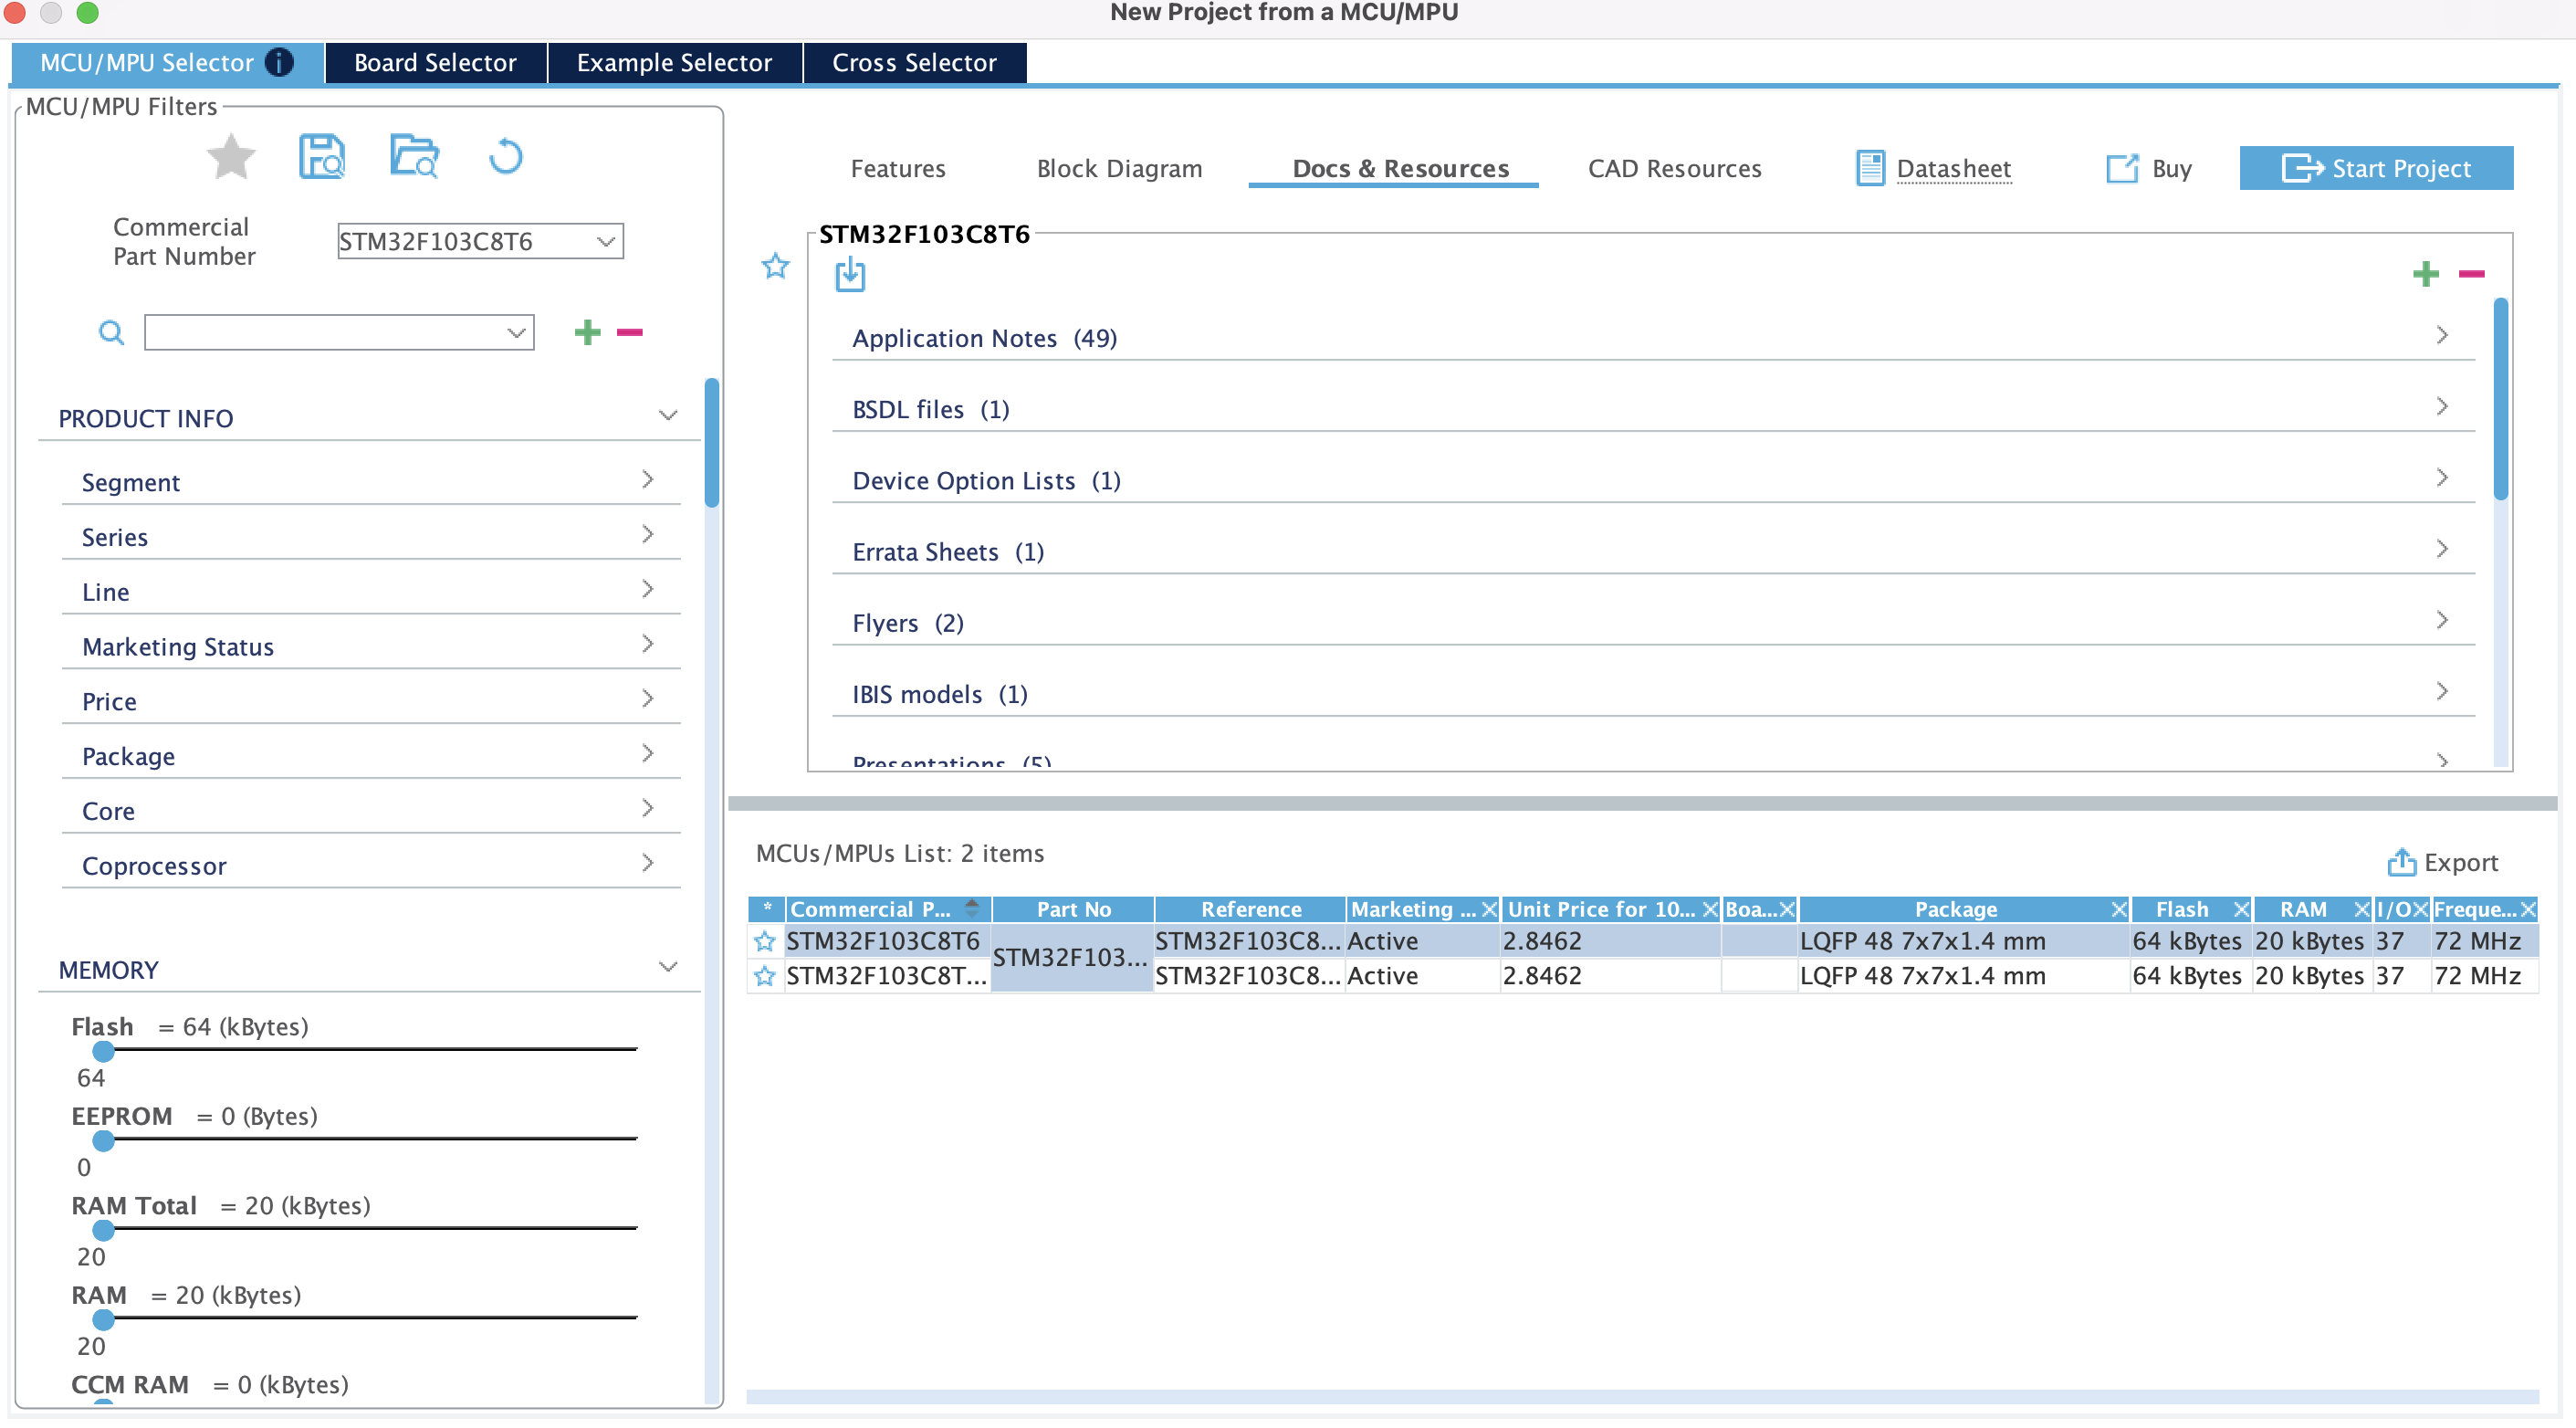 New Project from a MCU/MPU
MCU/MPU Selector i
Board Selector
Example Selector
Cross Selector
MCU/MPU Filters
Commercial
Part Number
STM32F103C8T6
PRODUCT INFO
Segment
Series
Line
Marketing Status
Price
Package
Core
Coprocessor
MEMORY
Flash = 64 (kBytes)
64
EEPROM = 0 (Bytes)
0
RAM Total = 20 (kBytes)
20
RAM = 20 (kBytes)
20
CCM RAM = 0 (kBytes)
Features
Block Diagram
Docs & Resources
CAD Resources
Datasheet
Buy
Start Project
STM32F103C8T6
Application Notes (49)
BSDL files (1)
Device Option Lists (1)
Errata Sheets (1)
Flyers (2)
IBIS models (1)
Presentations (5)
MCUs/MPUs List: 2 items
Export
* Commercial P... Part No Reference Marketing ... Unit Price for 10... Boa... Package Flash RAM I/O Freque...
STM32F103C8T6 STM32F103... STM32F103C8... Active 2.8462 LQFP 48 7x7x1.4 mm 64 kBytes 20 kBytes 37 72 MHz
STM32F103C8T... STM32F103C8... Active 2.8462 LQFP 48 7x7x1.4 mm 64 kBytes 20 kBytes 37 72 MHz